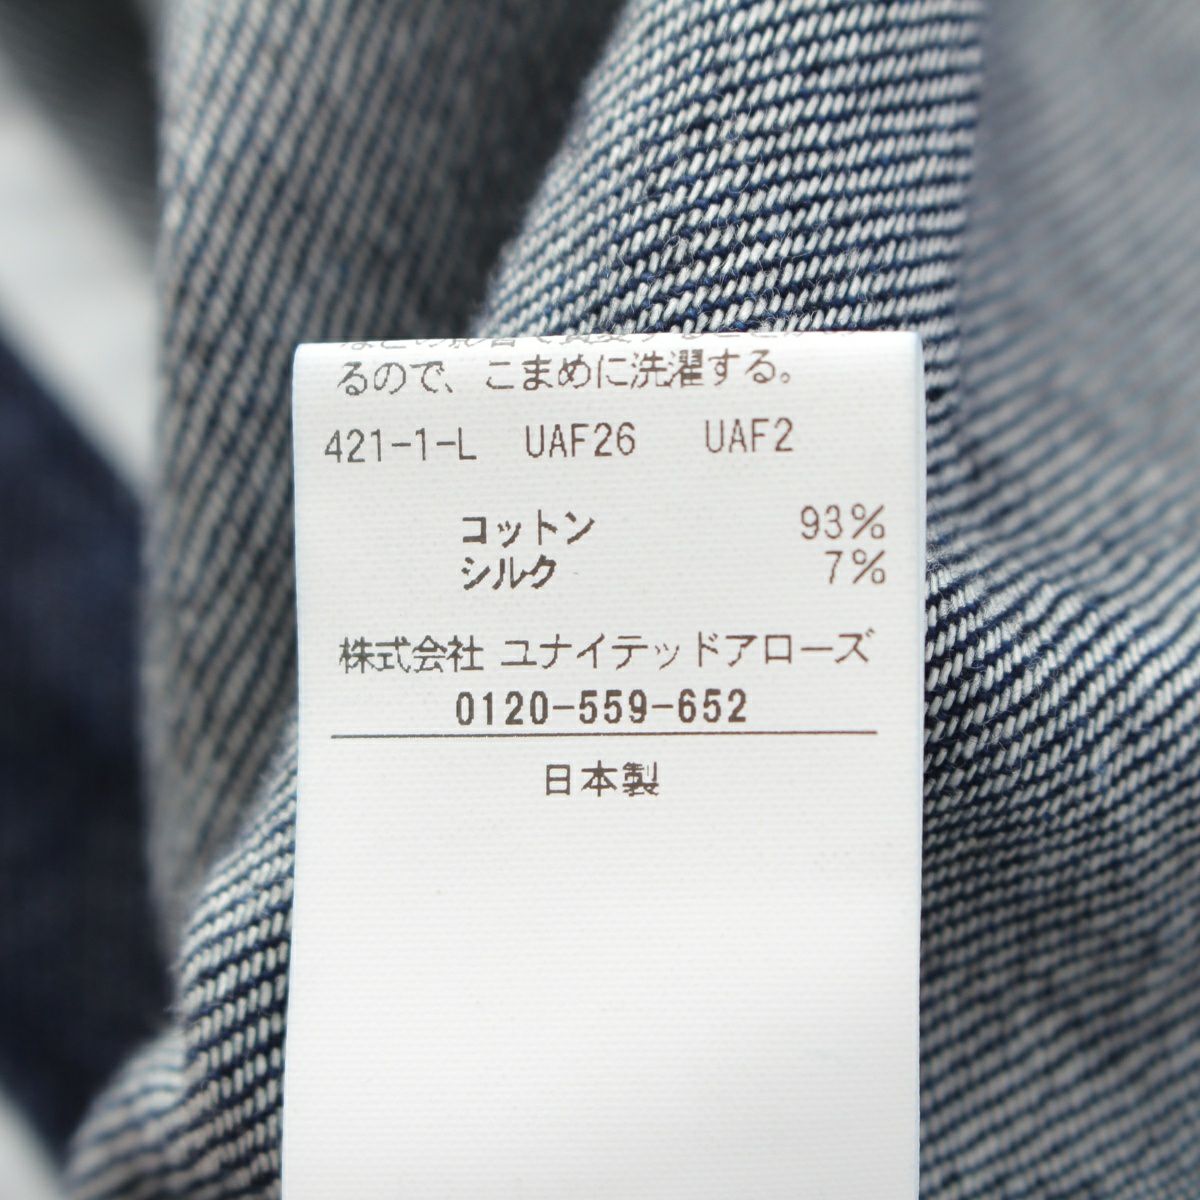 るので、こまめに洗濯する。
421-1-L UAF26 UAF2
コットン 93%
シルク 7%
株式会社 ユナイテッドアローズ
0120-559-652
日本製